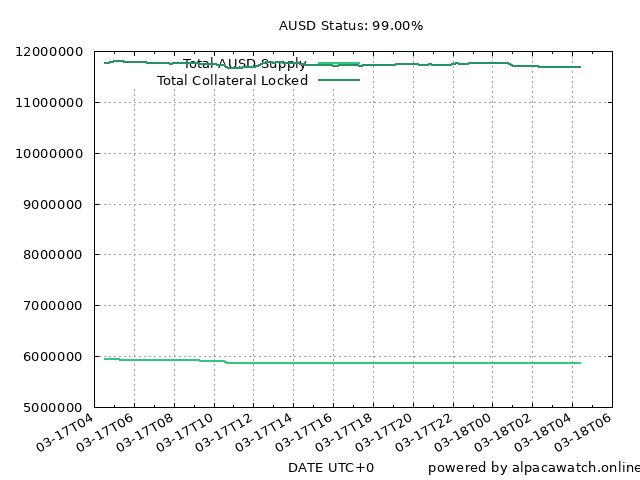 AUSD Status: 99.00%
12000000
11000000
10000000
9000000
8000000
7000000
6000000
5000000
Total AUSD Supply
Total Collateral Locked
03-17T04
03-17T06
03-17T08
03-17T10
03-17T12
03-17T14
03-17T16
03-17T18
03-17T20
03-17T22
03-18T00
03-18T02
03-18T04
03-18T06
DATE UTC+0
powered by alpacawatch.online